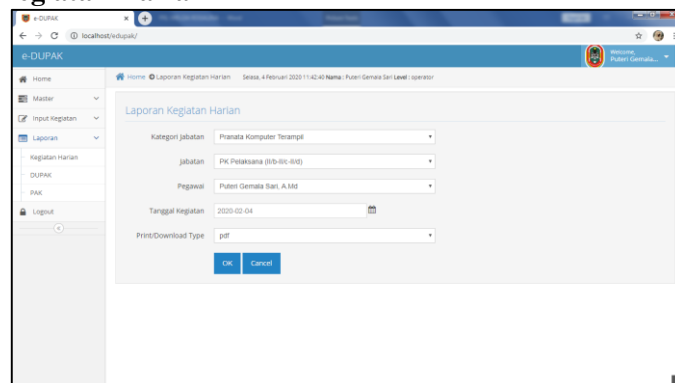 e-DUPAK
localhost/edupak/
e-DUPAK
Welcome,
Puteri Gemala...
Home
Master
Input Kegiatan
Laporan
Kegiatan Harian
DUPAK
PAK
Logout
Home Laporan Kegiatan Harian Selasa, 4 Februari 2020 11:42:40 Nama : Puteri Gemala Sari Level : operator
Laporan Kegiatan Harian
Kategori Jabatan Pranata Komputer Terampil
Jabatan PK Pelaksana (II/b-II/c-II/d)
Pegawai Puteri Gemala Sari, A.Md
Tanggal Kegiatan 2020-02-04
Print/Download Type pdf
OK Cancel